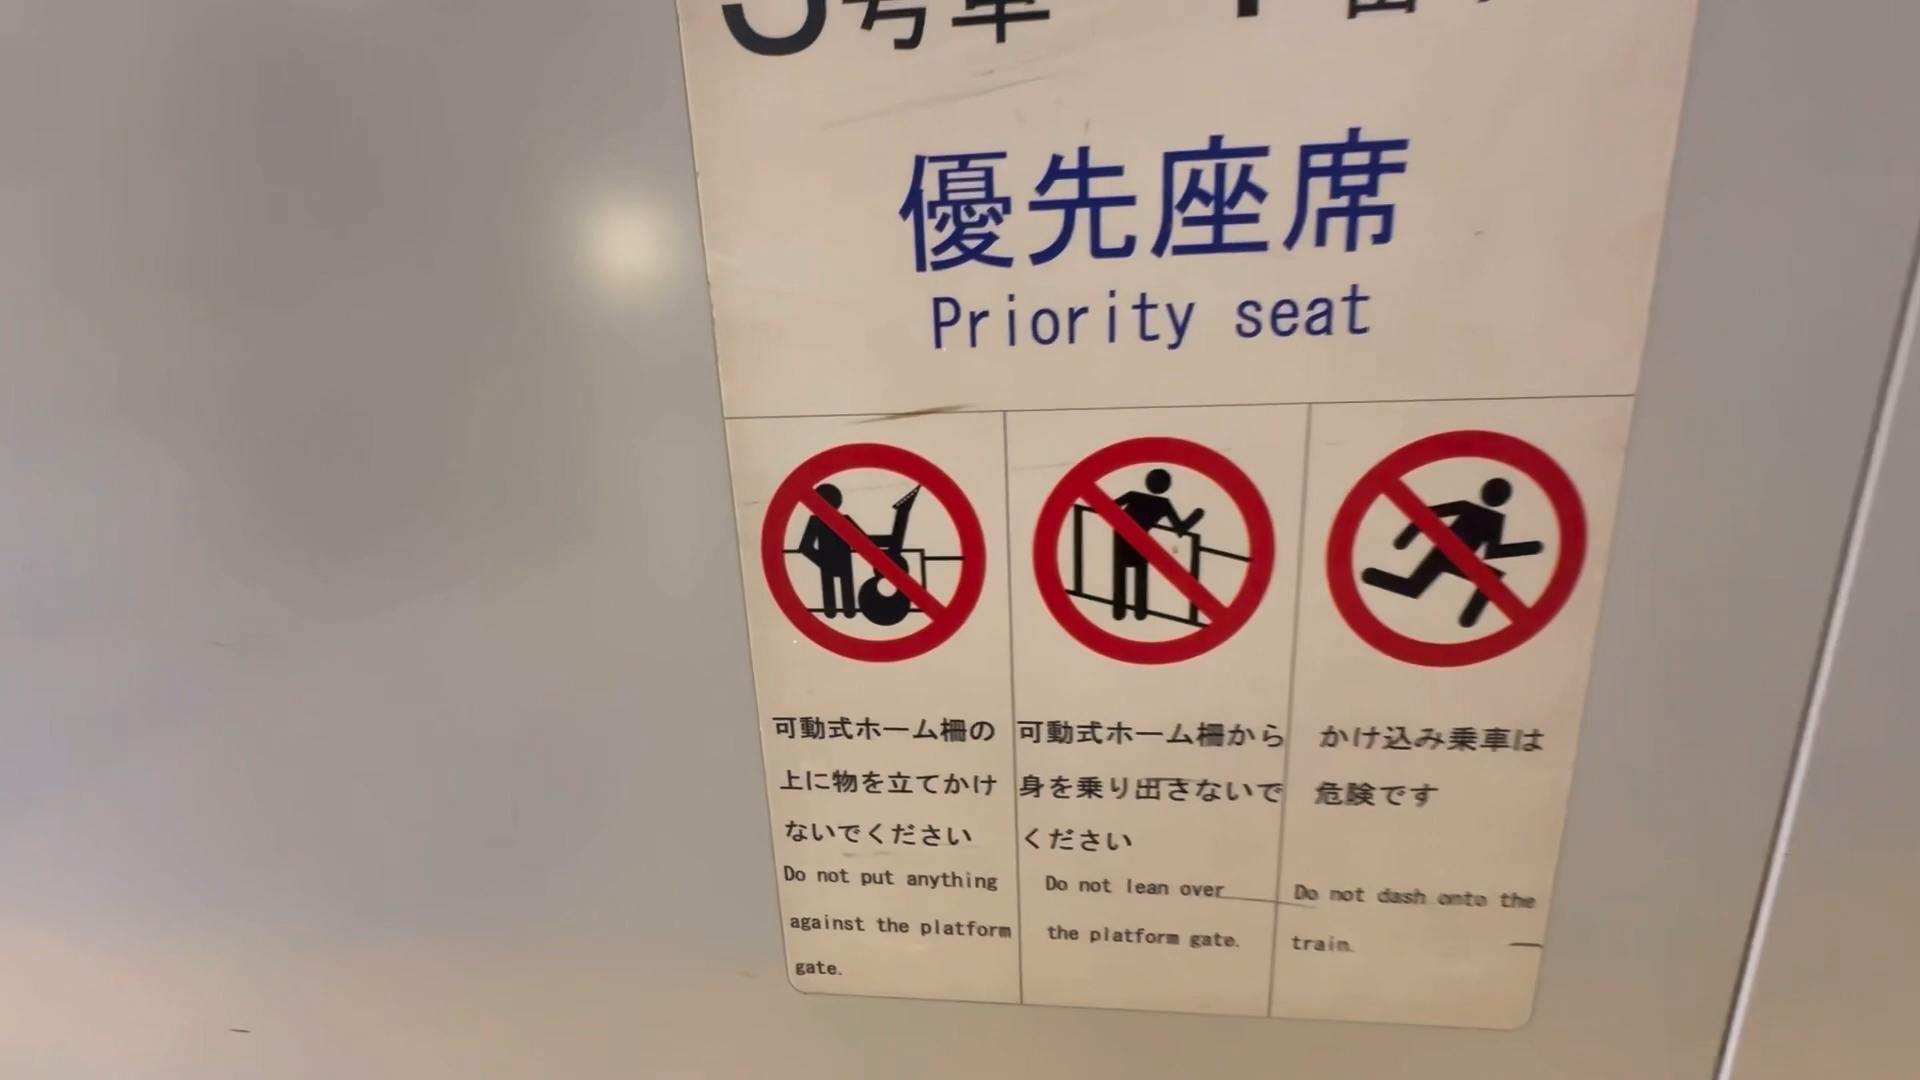 号車
優先座席
Priority seat
可動式ホーム柵の
上に物を立てかけ
ないでください
Do not put anything
against the platform
gate.
可動式ホーム柵から
身を乗り出さないで
ください
Do not lean over
the platform gate.
かけ込み乗車は
危険です
Do not dash onto the
train.